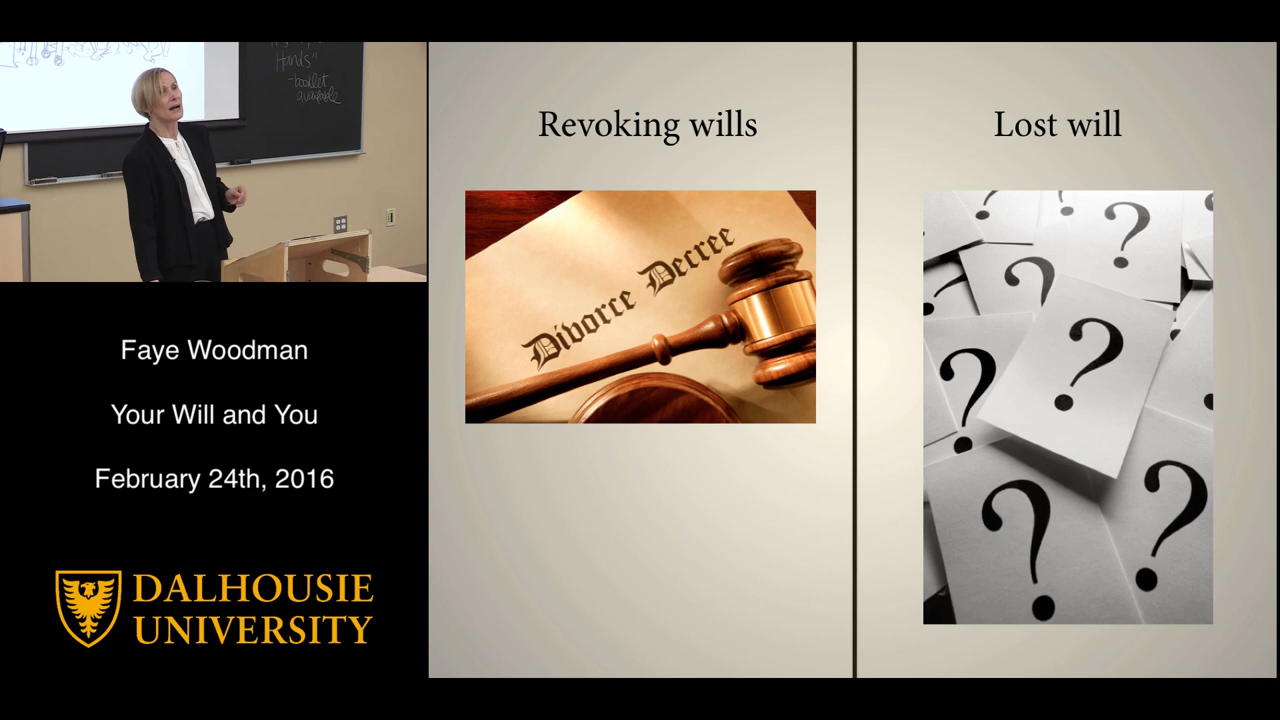 Hands"
-booklet
available
Faye Woodman
Your Will and You
February 24th, 2016
DALHOUSIE
UNIVERSITY
Revoking wills
Divorce Decree
Lost will
? ? ?
? ?
? ?
? ?